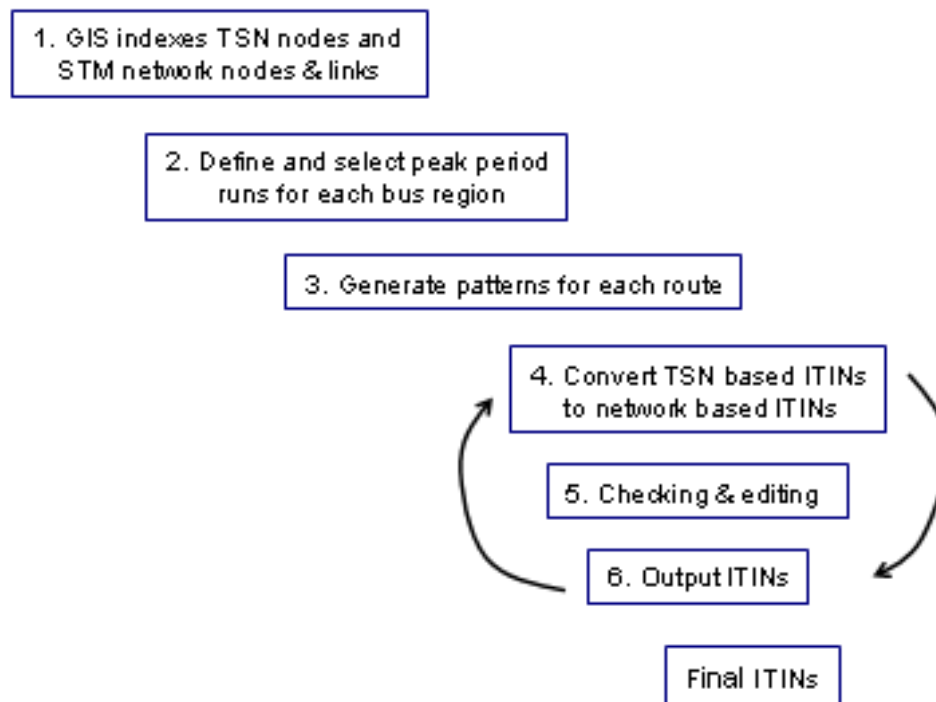 1. GIS indexes TSN nodes and
STM network nodes & links
2. Define and select peak period
runs for each bus region
3. Generate patterns for each route
4. Convert TSN based ITINs
to network based ITINs
5. Checking & editing
6. Output ITINs
Final ITINs